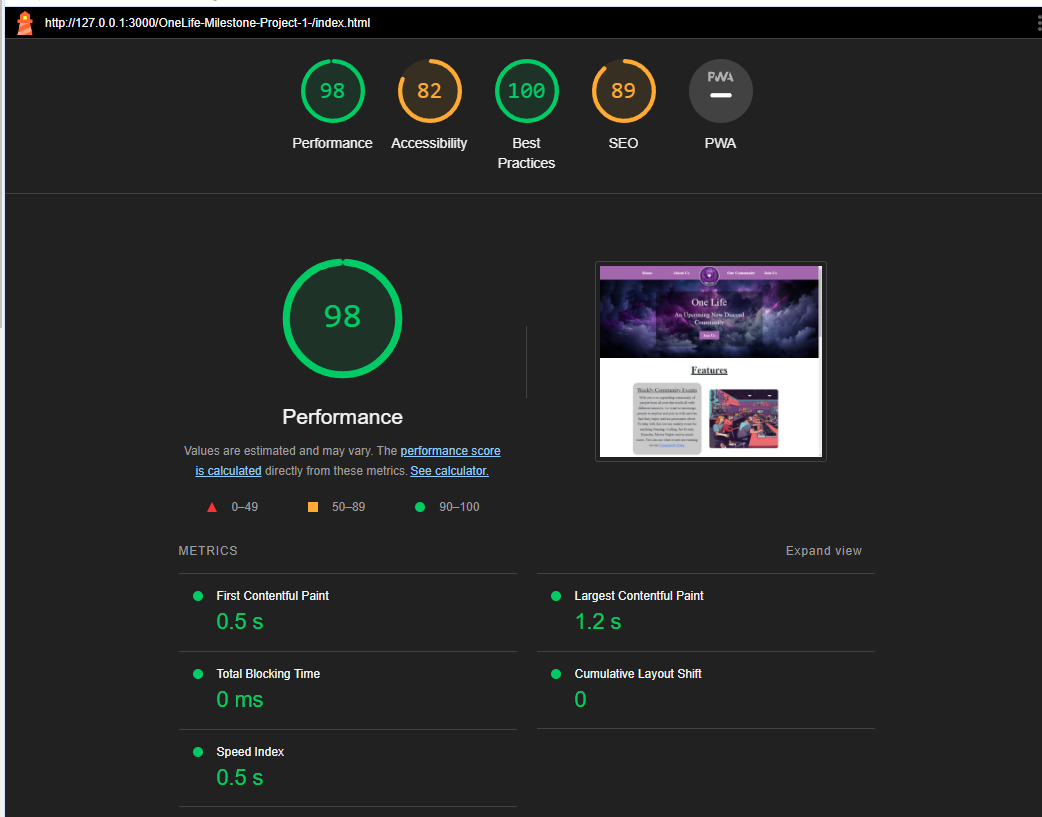 http://127.0.0.1:3000/OneLife-Milestone-Project-1-/index.html
98
82
100
89
PWA
Performance
Accessibility
Best
Practices
SEO
PWA
98
Performance
Values are estimated and may vary. The performance score
is calculated directly from these metrics. See calculator.
0–49
50–89
90–100
Home
About Us
Our Community
Join Us
One Life
An Upcoming New Discord
Community
Join Us
Features
Weekly Community Events
METRICS
Expand view
First Contentful Paint
0.5 s
Largest Contentful Paint
1.2 s
Total Blocking Time
0 ms
Cumulative Layout Shift
0
Speed Index
0.5 s